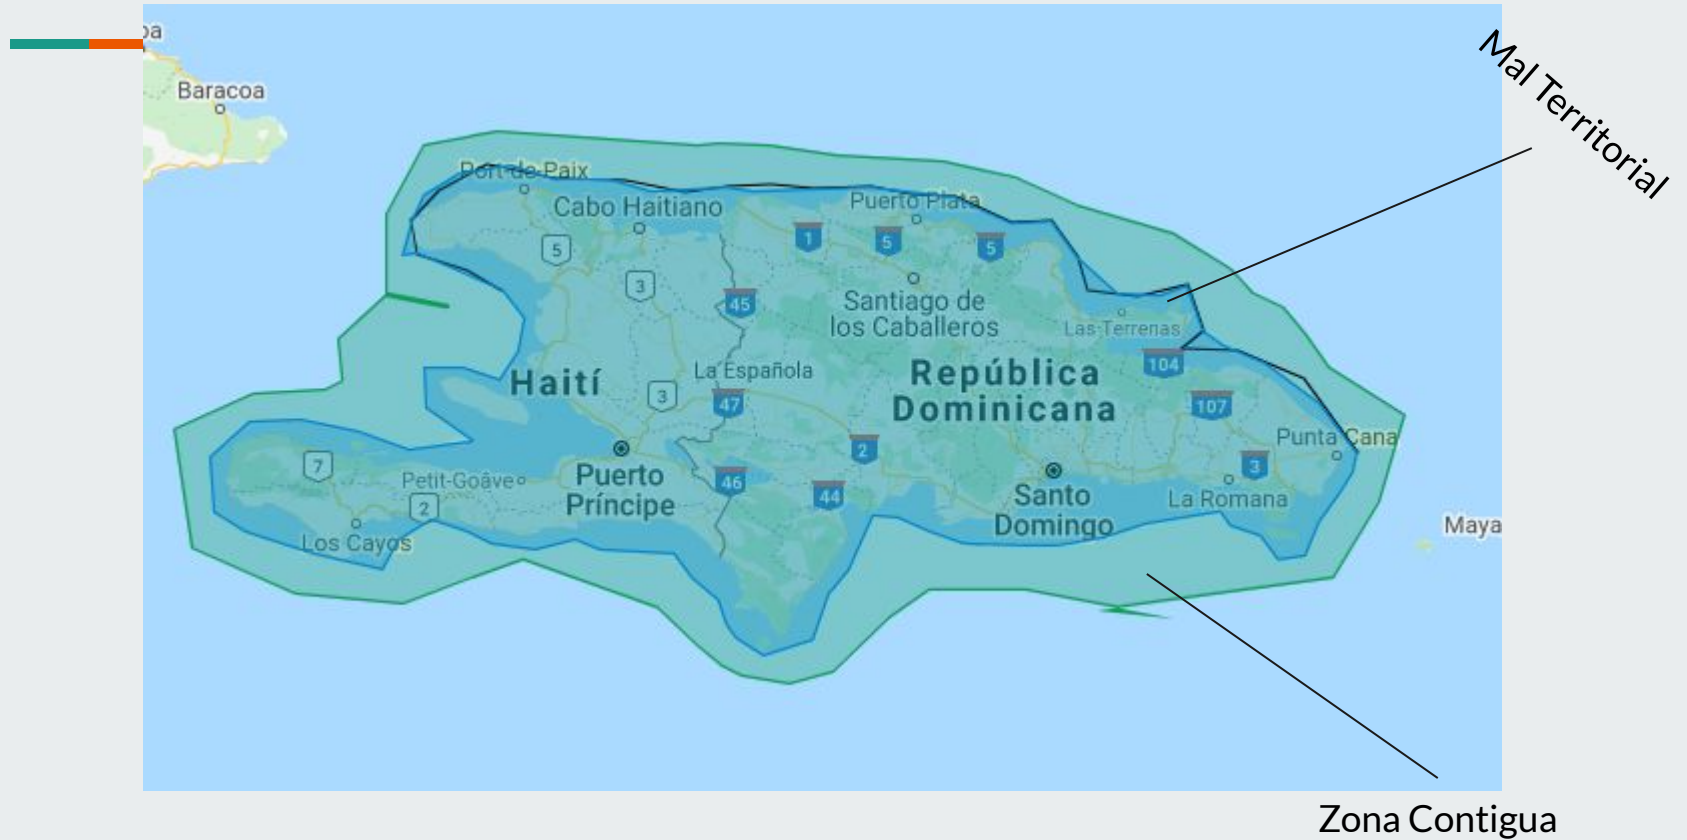 Baracoa
Mal Territorial
Port-de-Paix
Cabo Haitiano
Puerto Plata
5
1
5
5
3
45
Santiago de
los Caballeros
Las Terrenas
104
La Española
Haití
República
Dominicana
3
47
107
2
Punta Cana
7
Petit-Goâve
2
Puerto
Príncipe
46
44
3
Santo
Domingo
La Romana
Los Cayos
Maya
Zona Contigua